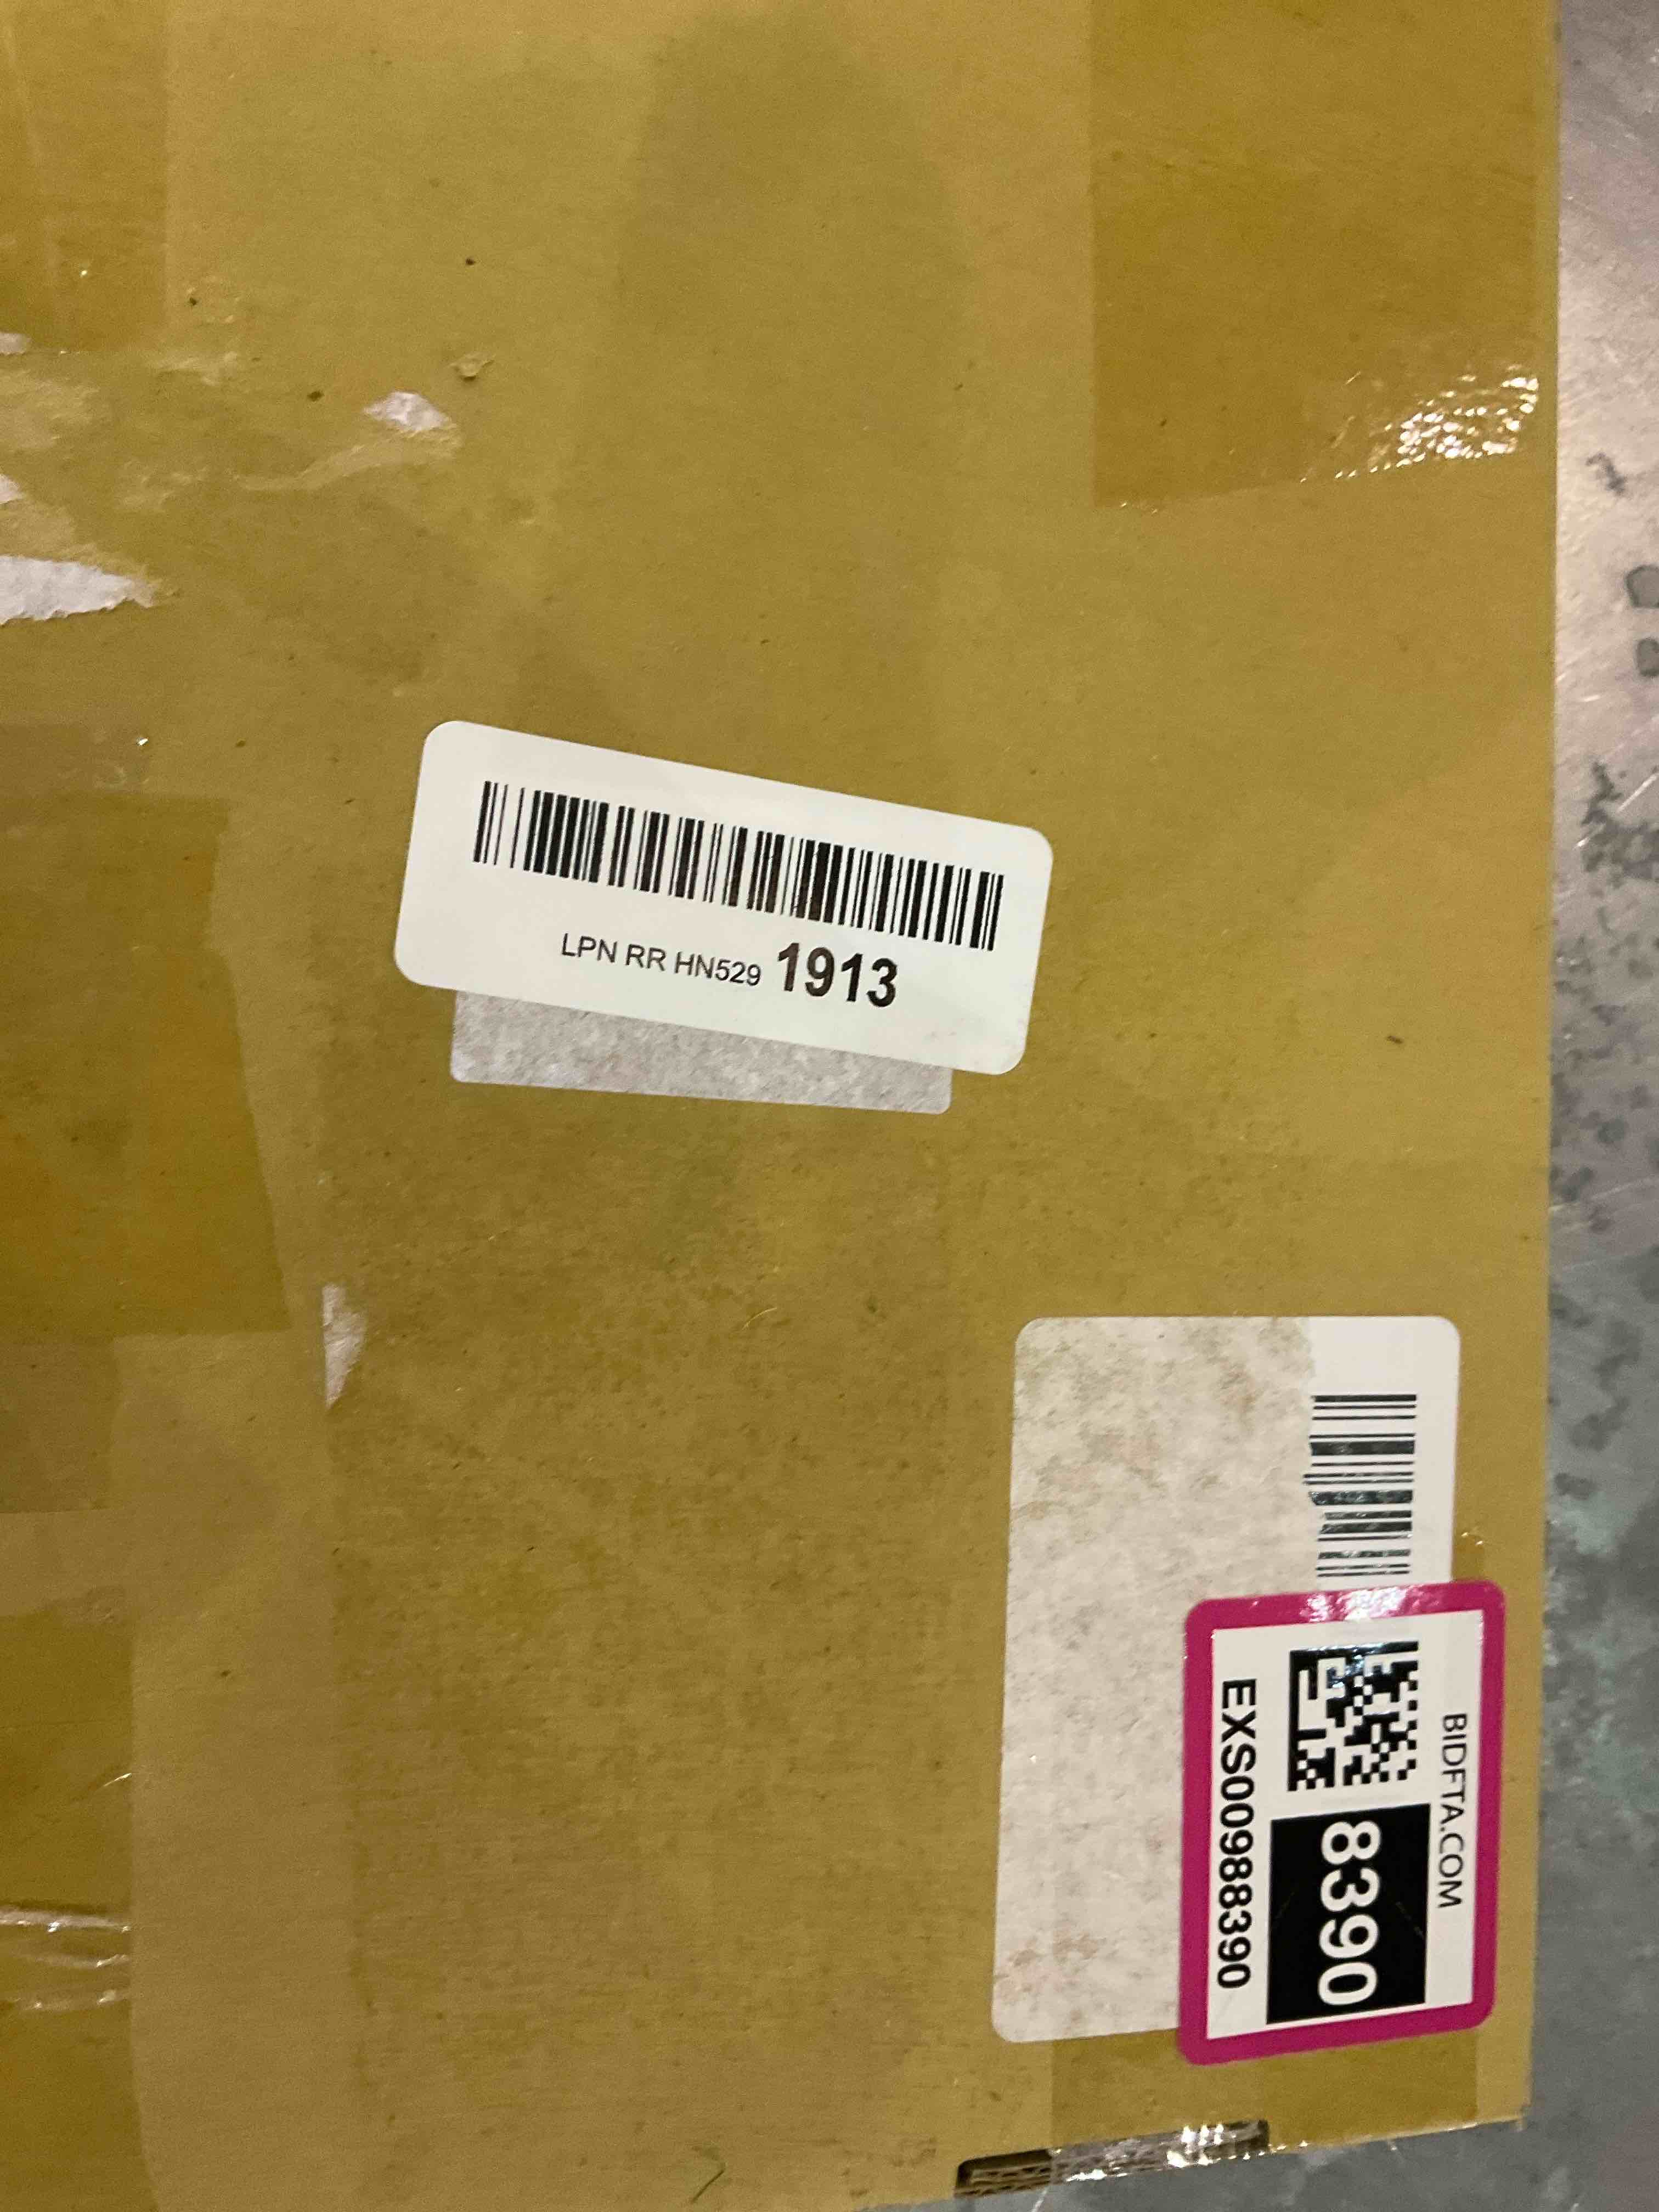 LPN RR HN529 1913
BIDFTA.COM
8390
EXS00988390